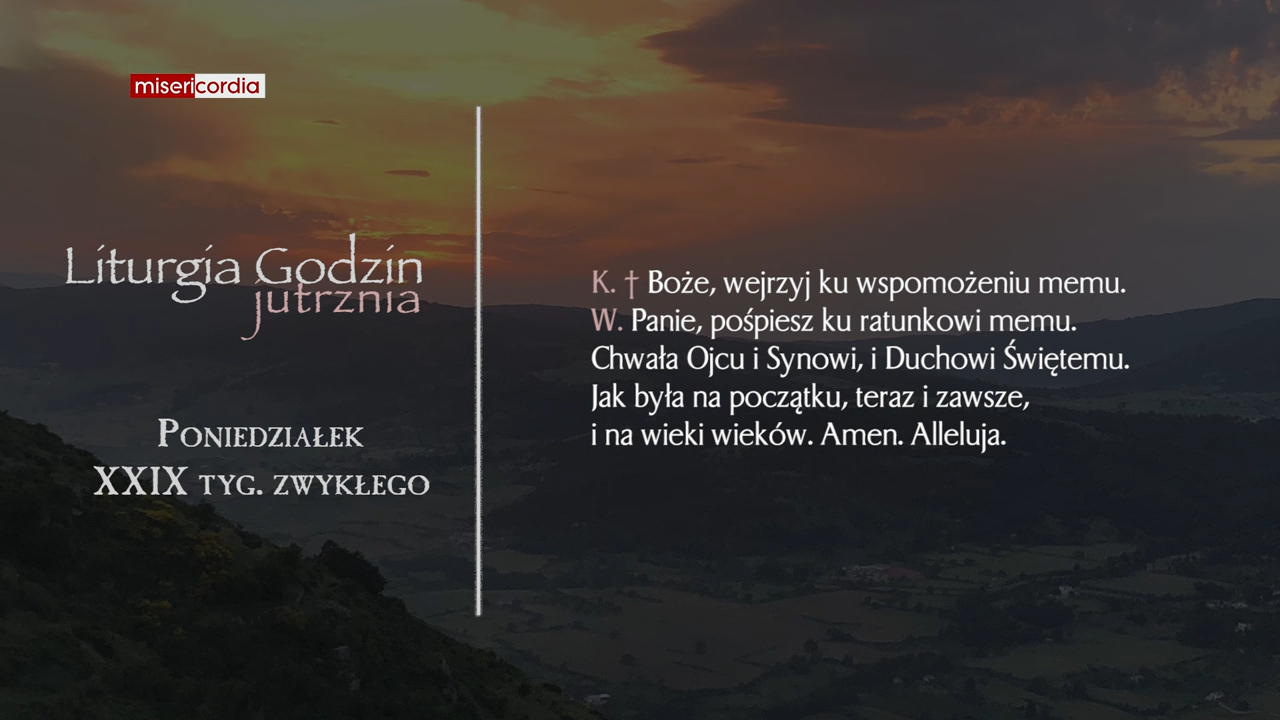 misericordia
Liturgia Godzin
jutrznia
Poniedziałek
XXIX tyg. zwykłego
K. † Boże, wejrzyj ku wspomożeniu memu.
W. Panie, pośpiesz ku ratunkowi memu.
Chwała Ojcu i Synowi, i Duchowi Świętemu.
Jak była na początku, teraz i zawsze,
i na wieki wieków. Amen. Alleluja.